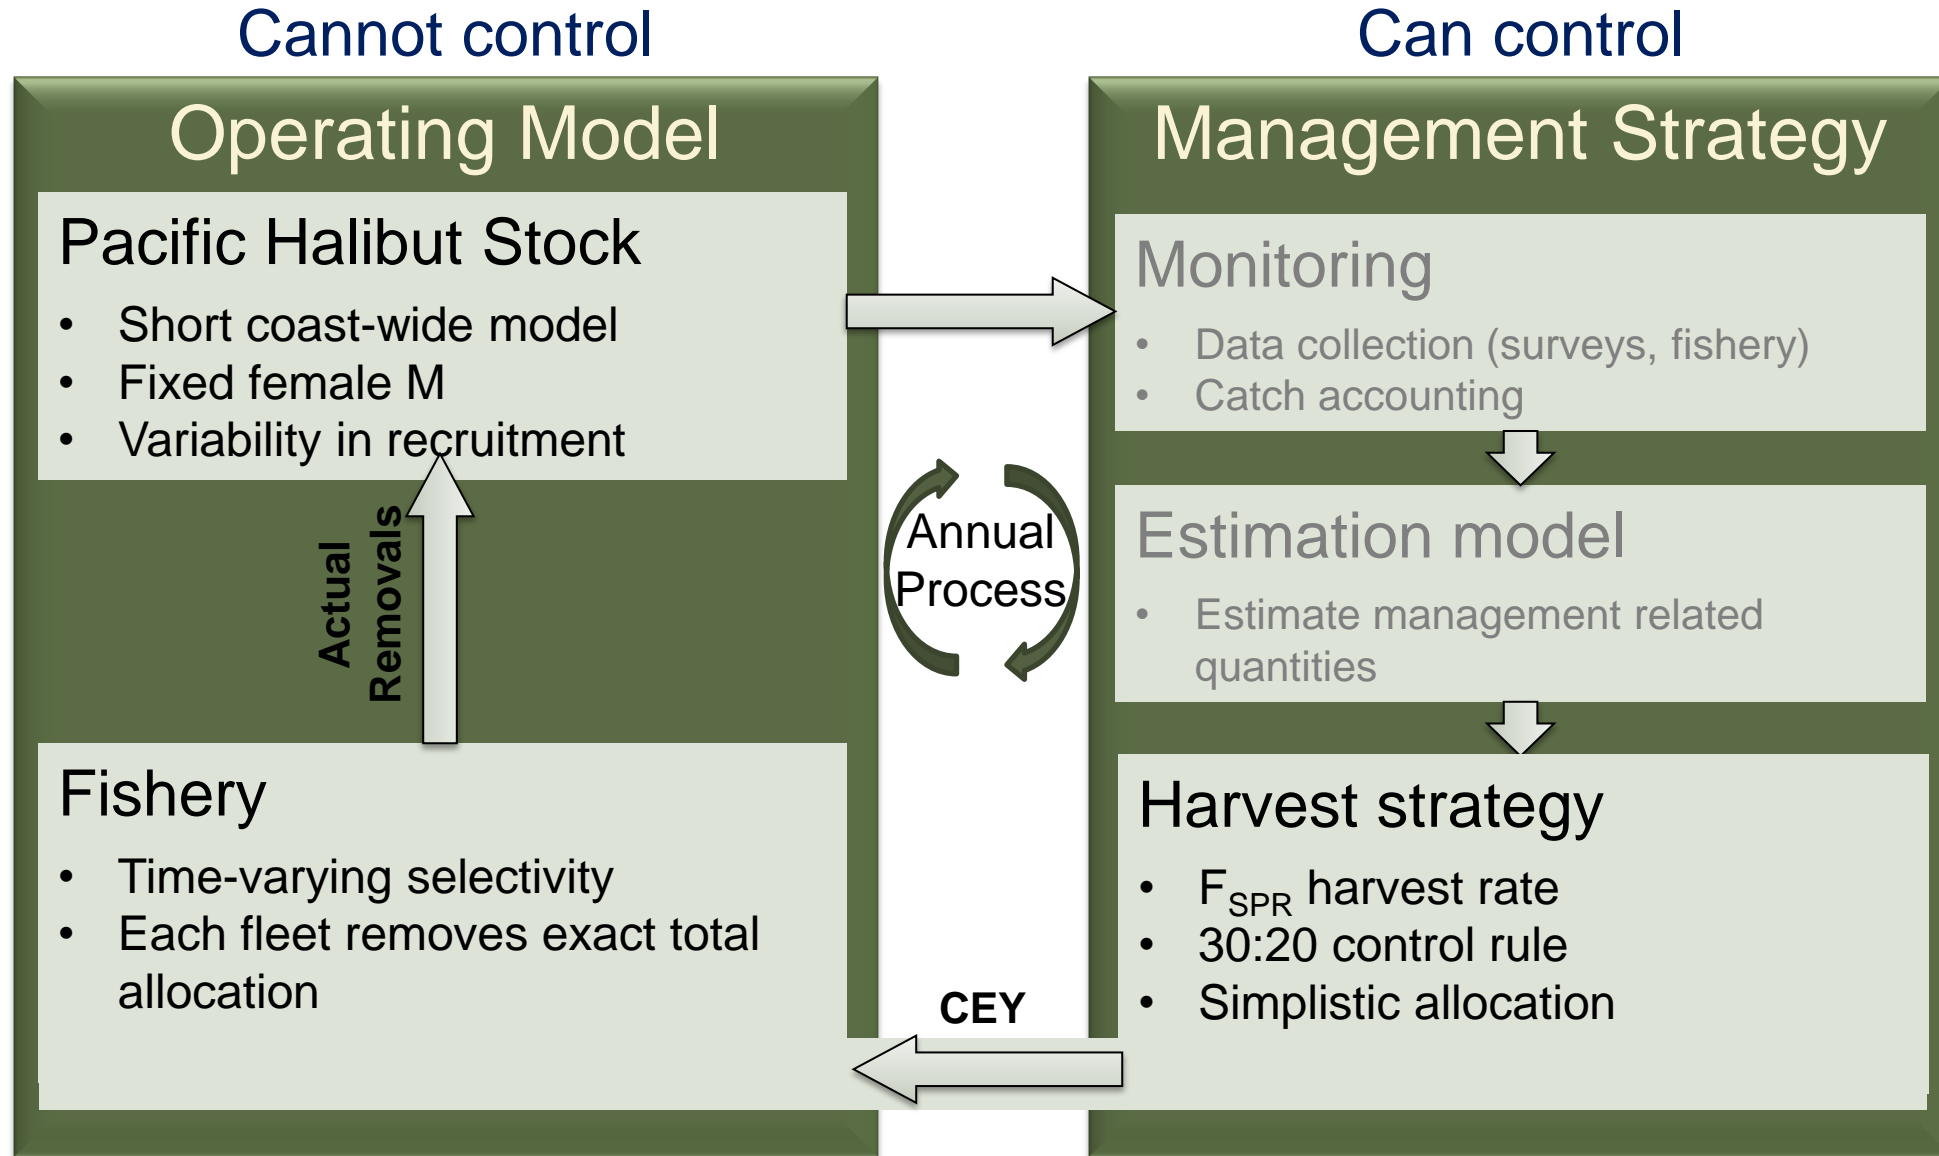 Cannot control
Can control
Operating Model
Pacific Halibut Stock
• Short coast-wide model
• Fixed female M
• Variability in recruitment
Actual
Removals
Fishery
• Time-varying selectivity
• Each fleet removes exact total
allocation
Annual
Process
CEY
Management Strategy
Monitoring
• Data collection (surveys, fishery)
• Catch accounting
Estimation model
• Estimate management related
quantities
Harvest strategy
• FSPR harvest rate
• 30:20 control rule
• Simplistic allocation